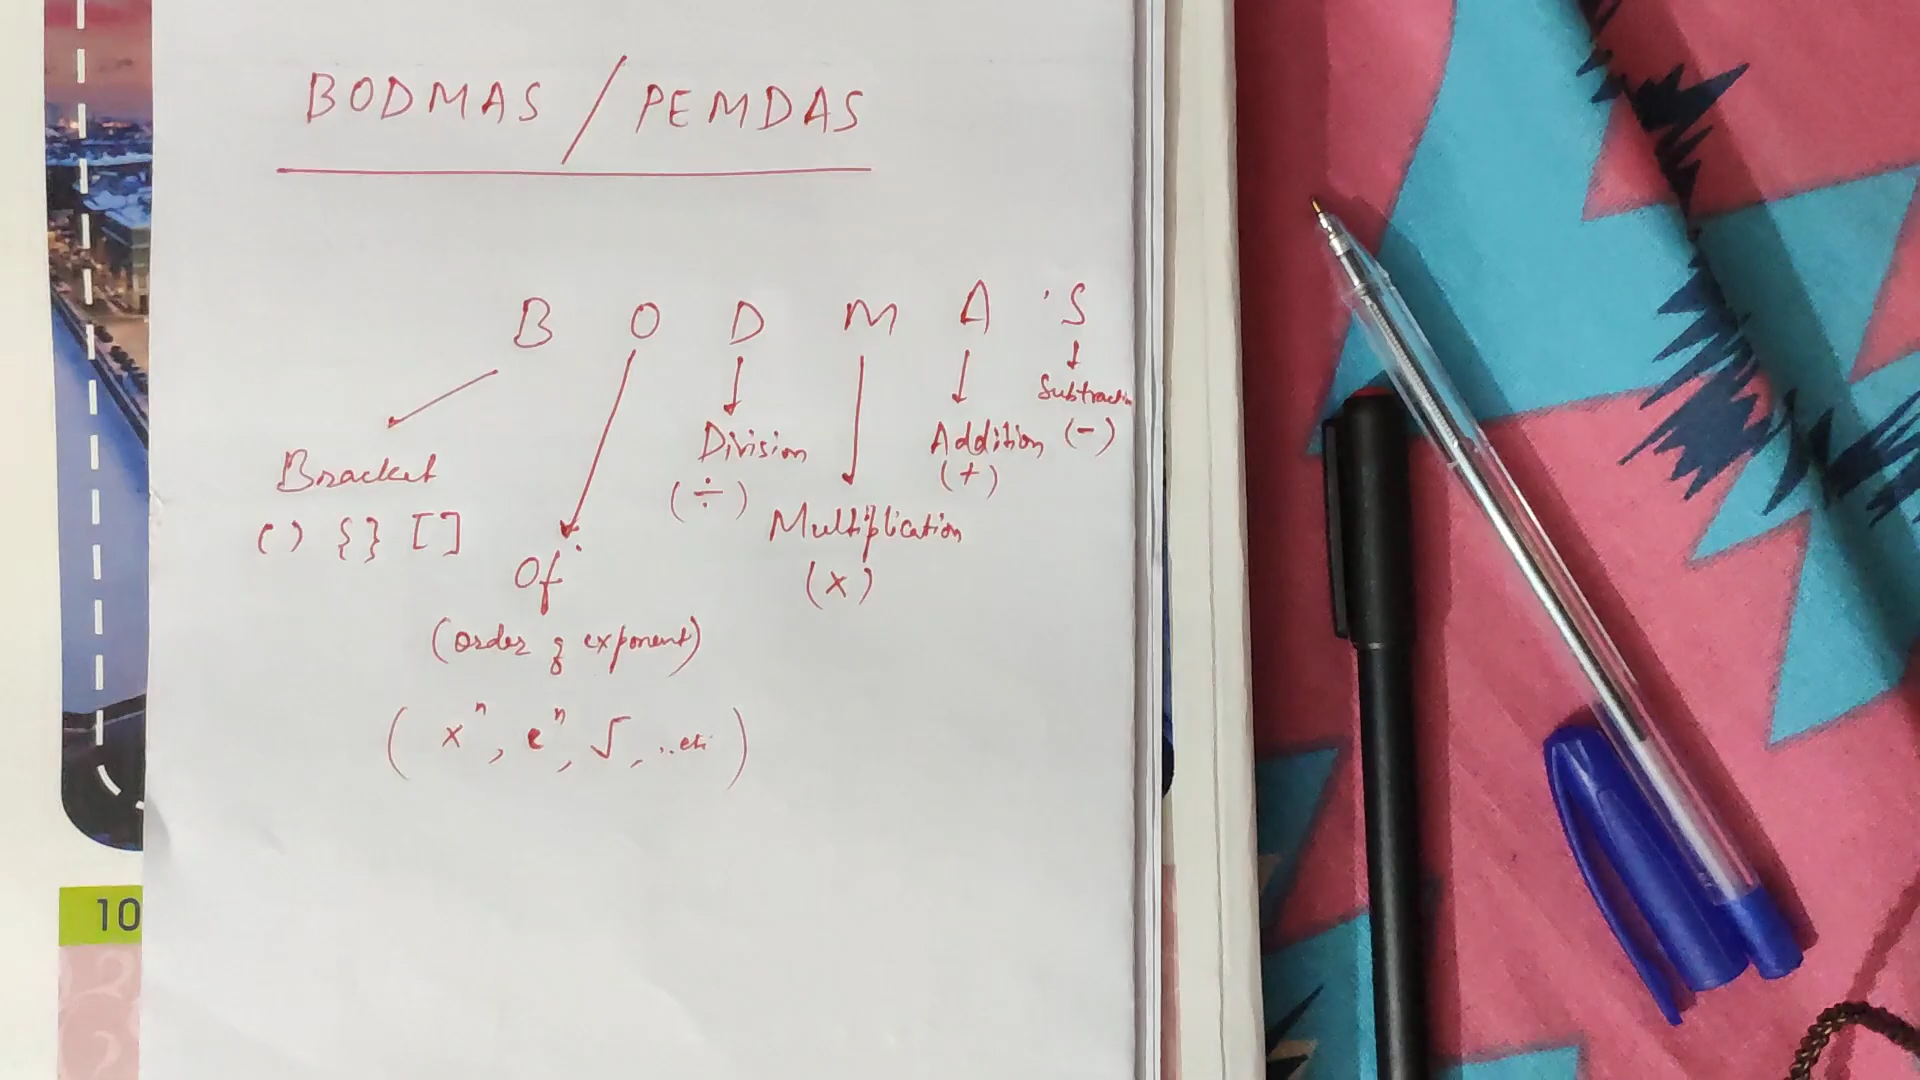 BODMAS / PEMDAS
B O D M A S
Bracket
() {} []
Of
(order of exponent)
(xⁿ, eⁿ, √, ..etc)
Division
(÷)
Multiplication
(×)
Addition
(+)
Subtraction
(-)
10